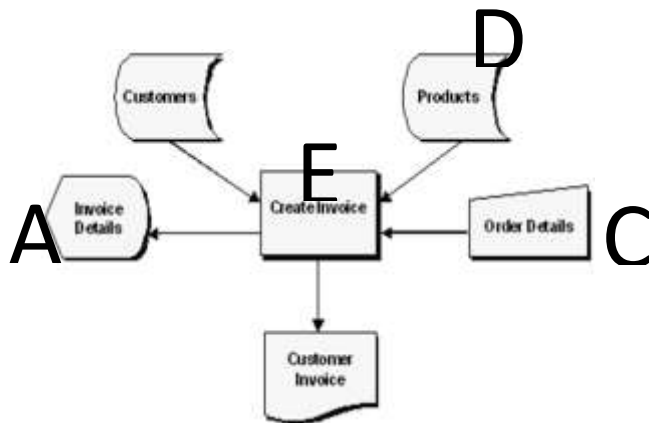 D
Customers
Products
E
Create Invoice
A
Invoice
Details
Order Details
C
Customer
Invoice